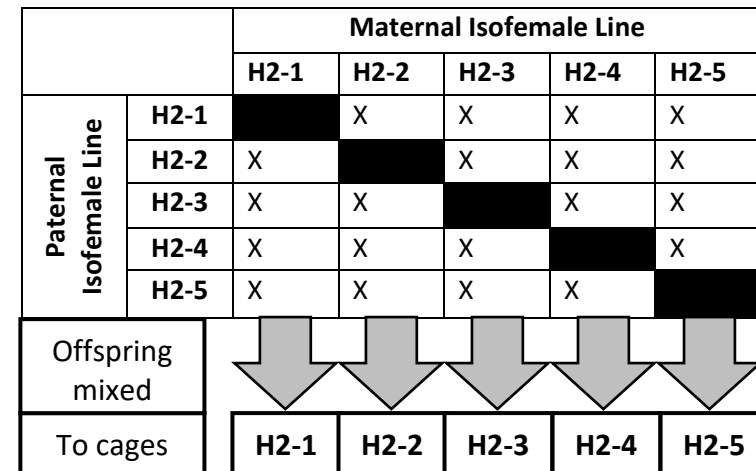 Maternal Isofemale Line
H2-1 H2-2 H2-3 H2-4 H2-5
Paternal
Isofemale Line
H2-1 X X X X
H2-2 X X X X
H2-3 X X X X
H2-4 X X X X
H2-5 X X X X
Offspring
mixed
To cages H2-1 H2-2 H2-3 H2-4 H2-5